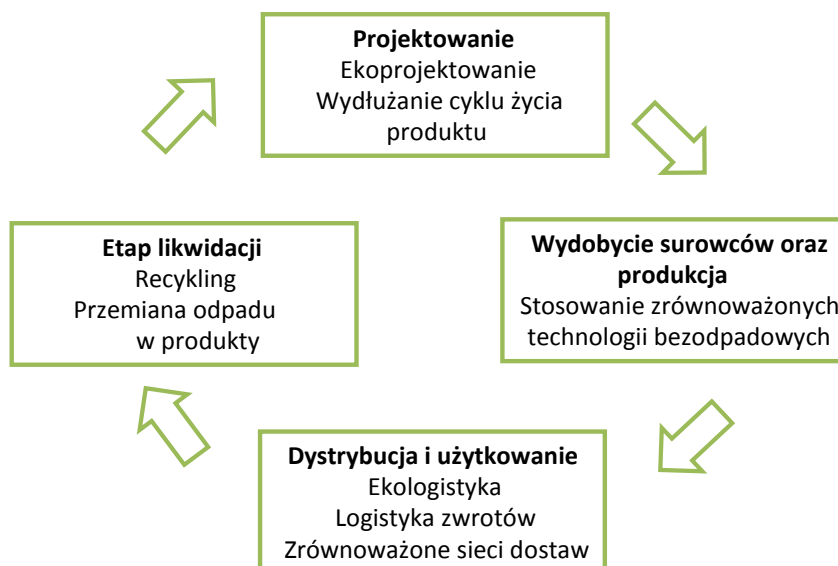 Projektowanie
Ekoprojektowanie
Wydłużanie cyklu życia
produktu
Wydobycie surowców oraz
produkcja
Stosowanie zrównoważonych
technologii bezodpadowych
Dystrybucja i użytkowanie
Ekologistyka
Logistyka zwrotów
Zrównoważone sieci dostaw
Etap likwidacji
Recykling
Przemiana odpadu
w produkty